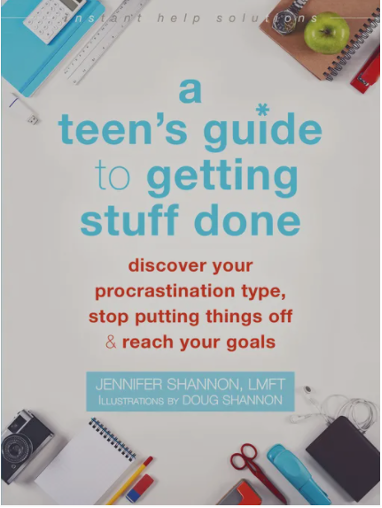 instant help solutions
a
teen's guide*
to getting
stuff done
discover your
procrastination type,
stop putting things off
& reach your goals
JENNIFER SHANNON, LMFT
ILLUSTRATIONS BY DOUG SHANNON